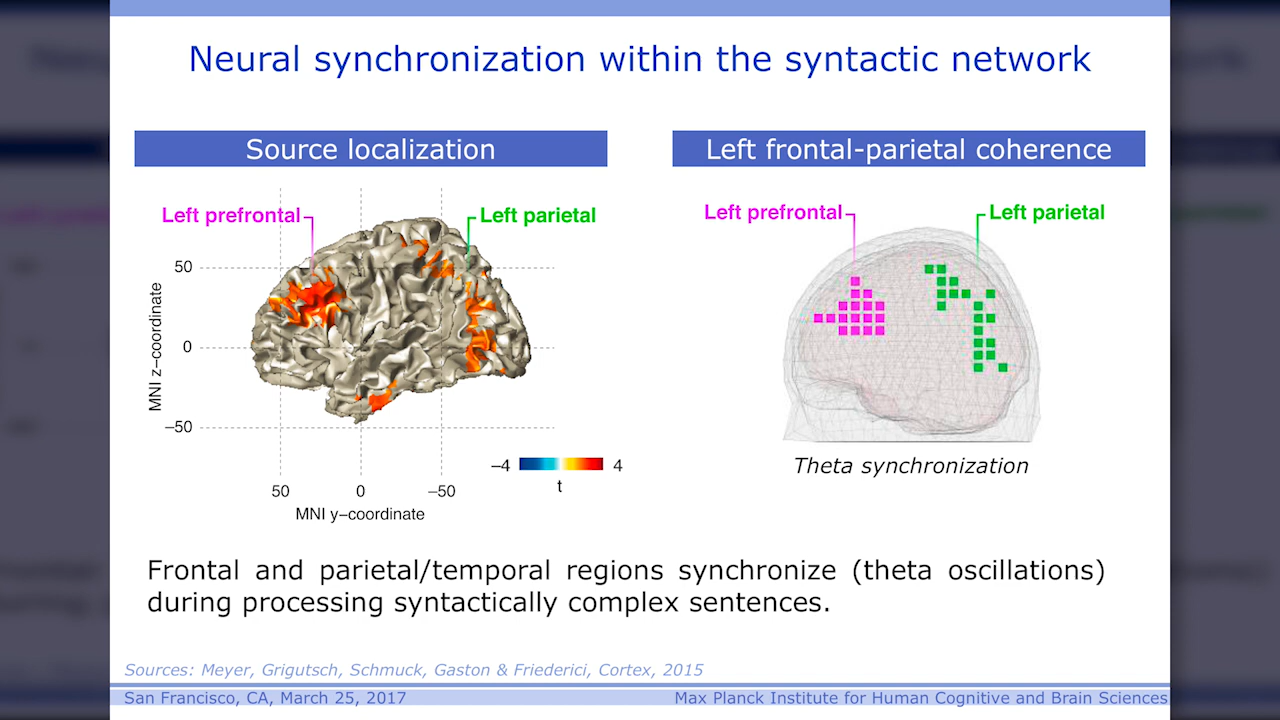 Neural synchronization within the syntactic network
Source localization
Left prefrontal
Left parietal
50
0
–50
MNI z–coordinate
50
0
–50
MNI y–coordinate
–4
4
t
Left frontal-parietal coherence
Left prefrontal
Left parietal
Theta synchronization
Frontal and parietal/temporal regions synchronize (theta oscillations)
during processing syntactically complex sentences.
Sources: Meyer, Grigutsch, Schmuck, Gaston & Friederici, Cortex, 2015
San Francisco, CA, March 25, 2017
Max Planck Institute for Human Cognitive and Brain Sciences